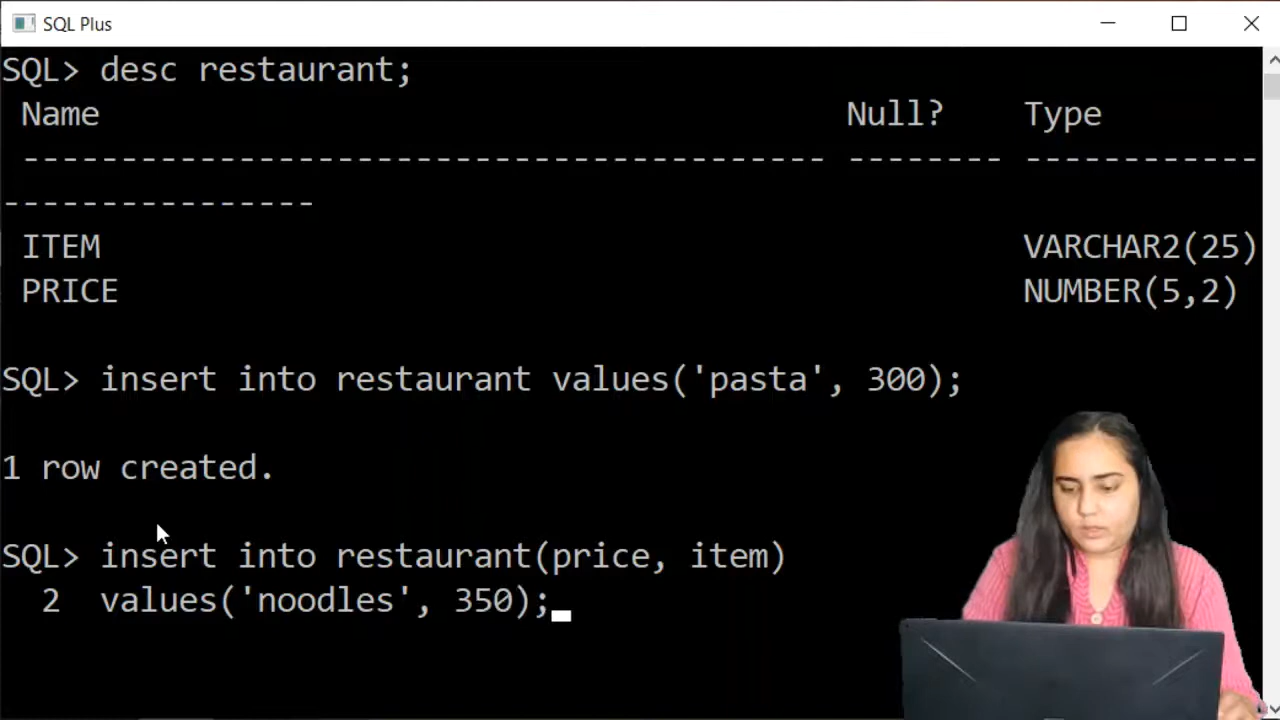 SQL Plus
SQL> desc restaurant;
Name Null? Type
----------------------------------------- -------- ------------
----------------
ITEM VARCHAR2(25)
PRICE NUMBER(5,2)
SQL> insert into restaurant values('pasta', 300);
1 row created.
SQL> insert into restaurant(price, item)
2 values('noodles', 350);